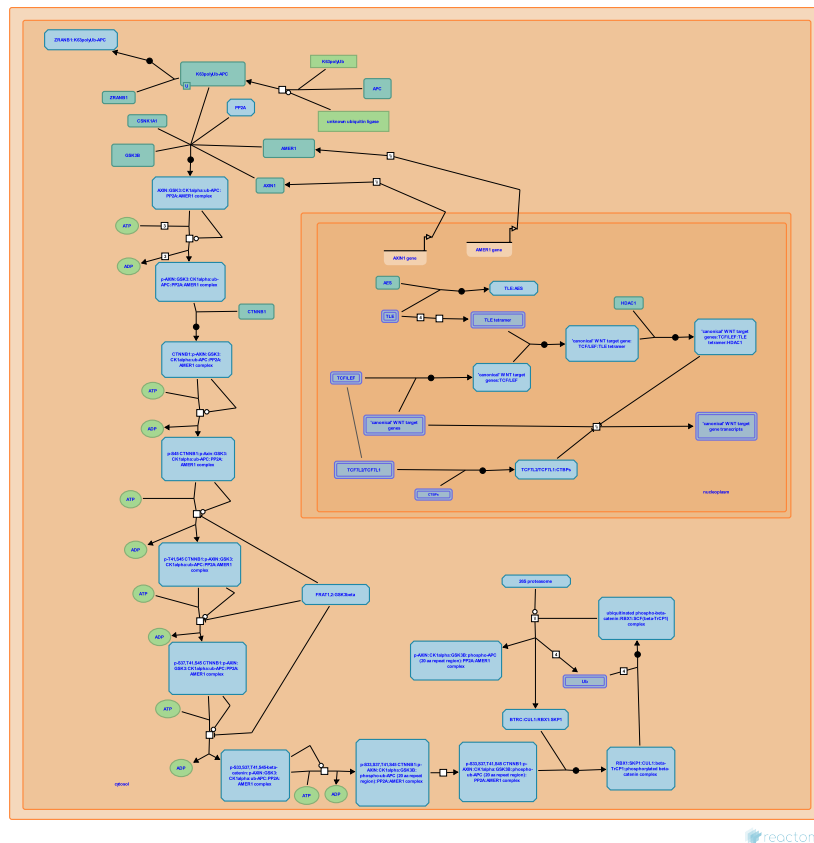 ZRANB1:K63polyUb-APC
K63polyUb
K63polyUb-APC
U
APC
ZRANB1
PP2A
CSNK1A1
unknown ubiquitin ligase
GSK3B
AMER1
5
AXIN1
5
AXIN:GSK3:CK1alpha:ub-APC:
PP2A:AMER1 complex
ATP
3
ADP
3
AXIN1 gene
AMER1 gene
p-AXIN:GSK3:CK1alpha:ub-
APC:PP2A:AMER1 complex
AES
TLE:AES
HDAC1
CTNNB1
TLE
4
TLE tetramer
'canonical' WNT target
gene:
TCF/LEF:TLE tetramer
'canonical' WNT target
genes:TCF/LEF:TLE
tetramer:HDAC1
CTNNB1:p-AXIN:GSK3:
CK1alpha:ub-APC:PP2A:
AMER1 complex
TCF/LEF
'canonical' WNT target
genes:TCF/LEF
ATP
ADP
'canonical' WNT target
genes
5
'canonical' WNT target
gene transcripts
p-S45 CTNNB1:p-Axin:GSK3:
CK1alpha:ub-APC:PP2A:
AMER1 complex
TCF7L2/TCF7L1
TCF7L2/TCF7L1:CTBPs
CTBPs
nucleoplasm
ATP
ADP
p-T41,S45 CTNNB1:p-AXIN:GSK3:
CK1alpha:ub-APC:PP2A:AMER1
complex
26S proteasome
ATP
FRAT1,2:GSK3beta
ubiquitinated phospho-beta-
catenin:RBX1:SCF(beta-TrCP1)
complex
ADP
p-S37,T41,S45 CTNNB1:p-AXIN:
GSK3:CK1alpha:ub-APC:PP2A:
AMER1 complex
p-AXIN:CK1alpha:GSK3B:phospho-APC
(20 aa repeat region):PP2A:AMER1
complex
4
4
Ub
ATP
BTRC:CUL1:RBX1:SKP1
ADP
p-S33,S37,T41,S45-beta-
catenin:p-AXIN:GSK3:
CK1alpha:ub-APC:PP2A:
AMER1 complex
ATP
ADP
p-S33,S37,T41,S45 CTNNB1:p-
AXIN:CK1alpha:GSK3B:
phospho-ub-APC (20 aa repeat
region):PP2A:AMER1 complex
p-S33,S37,T41,S45 CTNNB1:p-
AXIN:CK1alpha:GSK3B:phospho-
ub-APC (20 aa repeat region):
PP2A:AMER1 complex
RBX1:SKP1:CUL1:beta-
TrCP1:phosphorylated beta-
catenin complex
cytosol
reactom